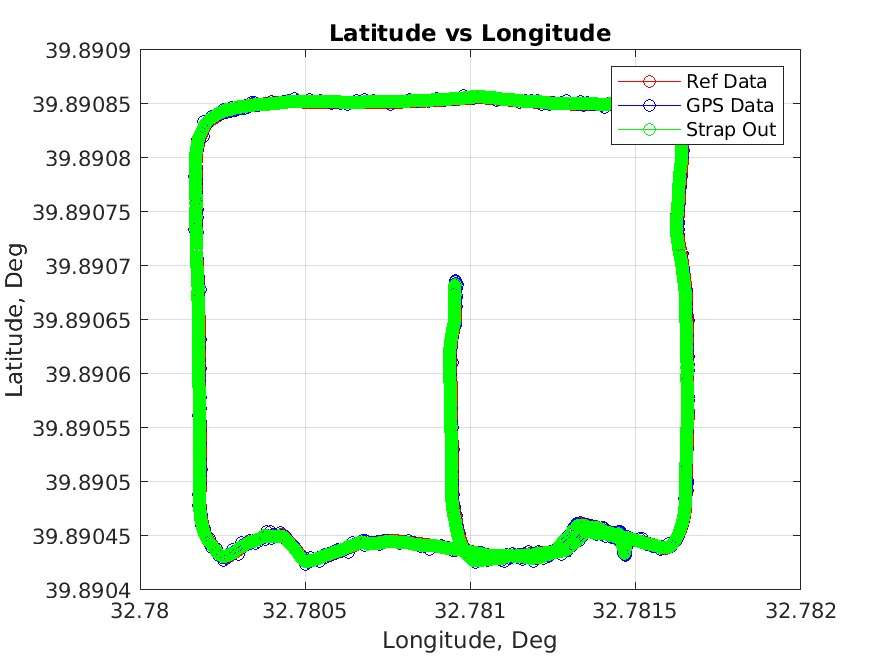 Latitude vs Longitude
Ref Data
GPS Data
Strap Out
39.8909
39.89085
39.8908
39.89075
39.8907
39.89065
39.8906
39.89055
39.8905
39.89045
39.8904
Latitude, Deg
32.78
32.7805
32.781
32.7815
32.782
Longitude, Deg